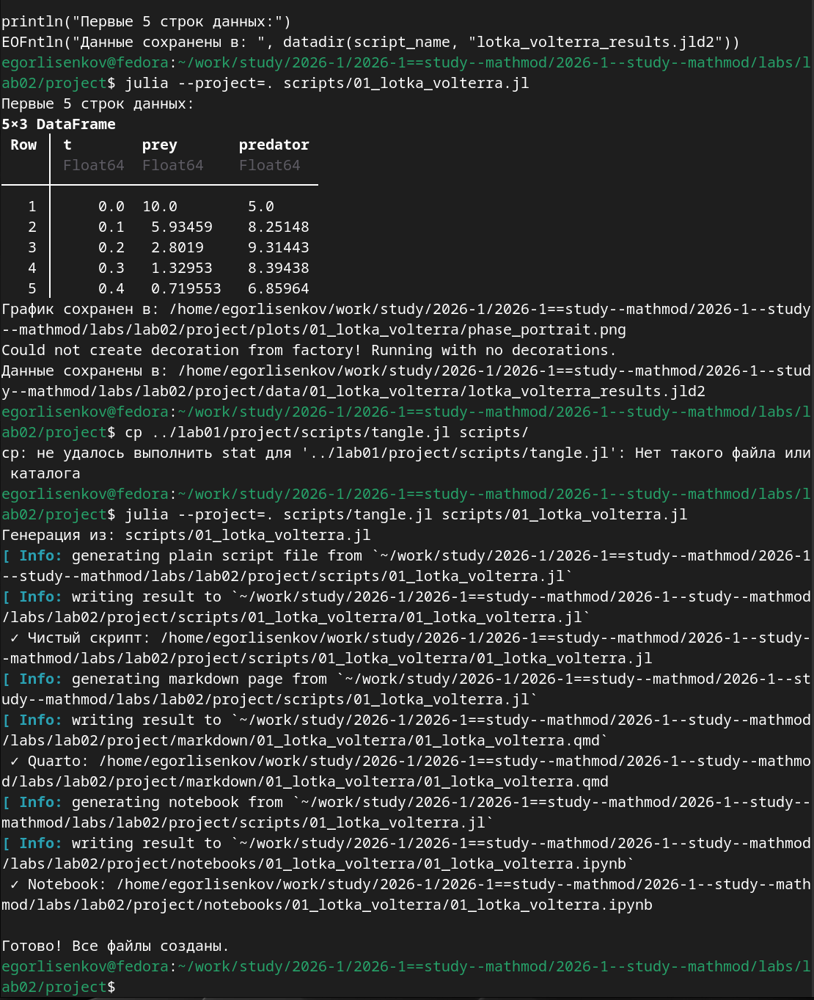 println("Первые 5 строк данных:")
EOFntln("Данные сохранены в: ", datadir(script_name, "lotka_volterra_results.jld2"))
egorlisenkov@fedora:~/work/study/2026-1/2026-1==study--mathmod/2026-1--study--mathmod/labs/l
ab02/project$ julia --project=. scripts/01_lotka_volterra.jl
Первые 5 строк данных:
5×3 DataFrame
Row │ t prey predator
│ Float64 Float64 Float64
1 │ 0.0 10.0 5.0
2 │ 0.1 5.93459 8.25148
3 │ 0.2 2.8019 9.31443
4 │ 0.3 1.32953 8.39438
5 │ 0.4 0.719553 6.85964
График сохранен в: /home/egorlisenkov/work/study/2026-1/2026-1==study--mathmod/2026-1--study
--mathmod/labs/lab02/project/plots/01_lotka_volterra/phase_portrait.png
Could not create decoration from factory! Running with no decorations.
Данные сохранены в: /home/egorlisenkov/work/study/2026-1/2026-1==study--mathmod/2026-1--stud
y--mathmod/labs/lab02/project/data/01_lotka_volterra/lotka_volterra_results.jld2
egorlisenkov@fedora:~/work/study/2026-1/2026-1==study--mathmod/2026-1--study--mathmod/labs/l
ab02/project$ cp ../lab01/project/scripts/tangle.jl scripts/
cp: не удалось выполнить stat для '../lab01/project/scripts/tangle.jl': Нет такого файла или
каталога
egorlisenkov@fedora:~/work/study/2026-1/2026-1==study--mathmod/2026-1--study--mathmod/labs/l
ab02/project$ julia --project=. scripts/tangle.jl scripts/01_lotka_volterra.jl
Генерация из: scripts/01_lotka_volterra.jl
[ Info: generating plain script file from `~/work/study/2026-1/2026-1==study--mathmod/2026-1
--study--mathmod/labs/lab02/project/scripts/01_lotka_volterra.jl`
[ Info: writing result to `~/work/study/2026-1/2026-1==study--mathmod/2026-1--study--mathmod
/labs/lab02/project/scripts/01_lotka_volterra/01_lotka_volterra.jl`
✓ Чистый скрипт: /home/egorlisenkov/work/study/2026-1/2026-1==study--mathmod/2026-1--study-
-mathmod/labs/lab02/project/scripts/01_lotka_volterra/01_lotka_volterra.jl
[ Info: generating markdown page from `~/work/study/2026-1/2026-1==study--mathmod/2026-1--st
udy--mathmod/labs/lab02/project/scripts/01_lotka_volterra.jl`
[ Info: writing result to `~/work/study/2026-1/2026-1==study--mathmod/2026-1--study--mathmod
/labs/lab02/project/markdown/01_lotka_volterra/01_lotka_volterra.qmd`
✓ Quarto: /home/egorlisenkov/work/study/2026-1/2026-1==study--mathmod/2026-1--study--mathmo
d/labs/lab02/project/markdown/01_lotka_volterra/01_lotka_volterra.qmd
[ Info: generating notebook from `~/work/study/2026-1/2026-1==study--mathmod/2026-1--study--
mathmod/labs/lab02/project/scripts/01_lotka_volterra.jl`
[ Info: writing result to `~/work/study/2026-1/2026-1==study--mathmod/2026-1--study--mathmod
/labs/lab02/project/notebooks/01_lotka_volterra/01_lotka_volterra.ipynb`
✓ Notebook: /home/egorlisenkov/work/study/2026-1/2026-1==study--mathmod/2026-1--study--math
mod/labs/lab02/project/notebooks/01_lotka_volterra/01_lotka_volterra.ipynb
Готово! Все файлы созданы.
egorlisenkov@fedora:~/work/study/2026-1/2026-1==study--mathmod/2026-1--study--mathmod/labs/l
ab02/project$